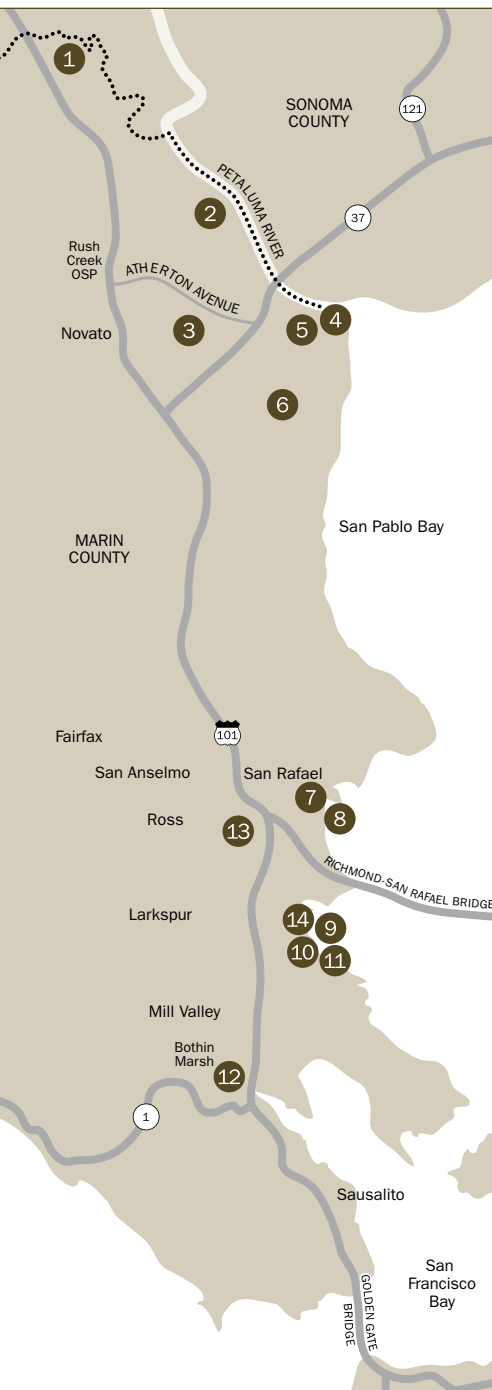 1
SONOMA
COUNTY
121
PETALUMA RIVER
2
37
Rush
Creek
OSP
ATHERTON AVENUE
4
5
3
Novato
6
San Pablo Bay
MARIN
COUNTY
101
Fairfax
San Anselmo
San Rafael
7
8
Ross
13
RICHMOND-SAN RAFAEL BRIDGE
Larkspur
14
9
10
11
Mill Valley
Bothin
Marsh
12
1
Sausalito
San
Francisco
Bay
GOLDEN GATE
BRIDGE